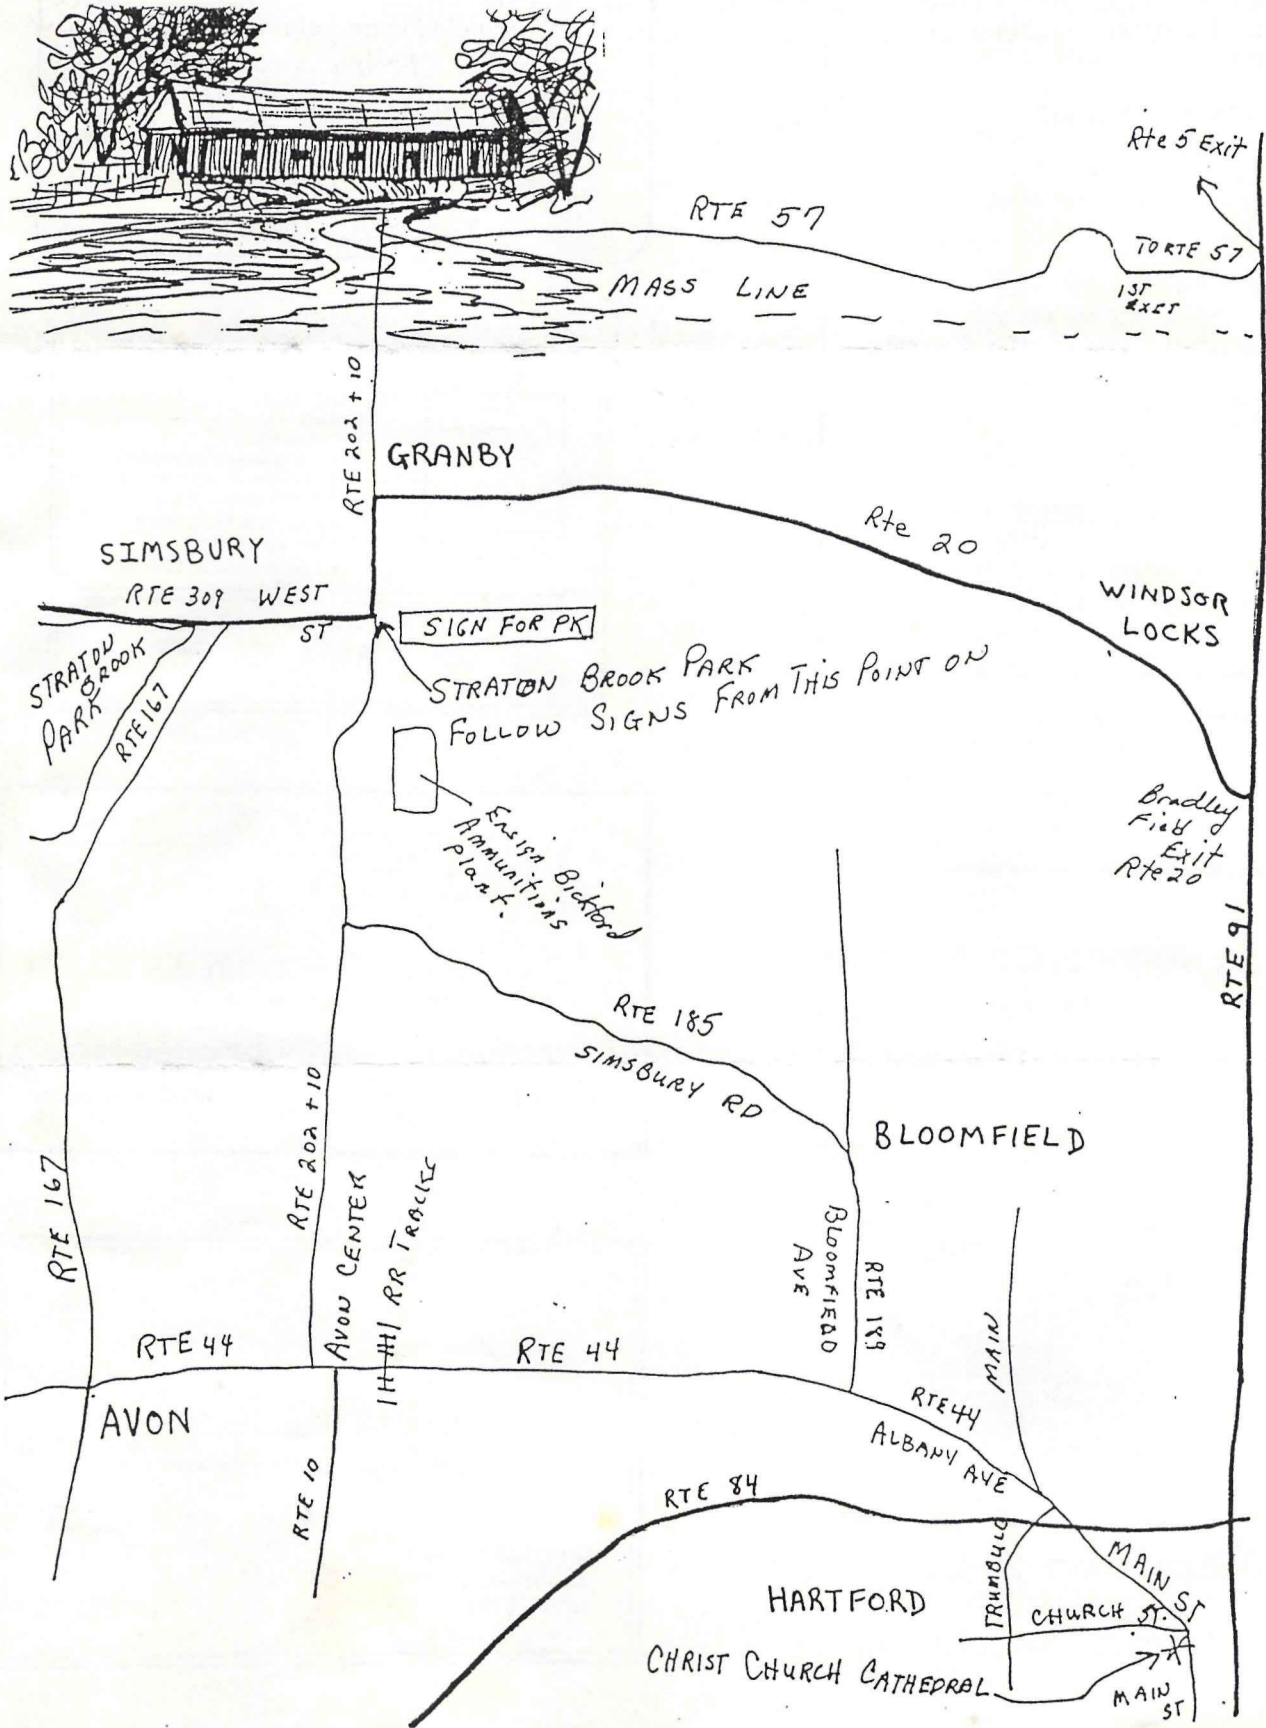 Rte 5 Exit
RTE 57
TO RTE 57
1ST
EXIT
MASS LINE
RTE 202 + 10
GRANBY
Rte 20
SIMSBURY
RTE 309 WEST
ST
WINDSOR
LOCKS
SIGN FOR PK
STRATON
BROOK
PARK
RTE 167
STRATON BROOK PARK
FOLLOW SIGNS FROM THIS POINT ON
Ensign Bickford
Ammunitions
Plant.
Bradley
Field
Exit
Rte 20
RTE 91
RTE 185
SIMSBURY RD
BLOOMFIELD
RTE 167
RTE 202 + 10
AVON CENTER
RR TRACKS
BLOOMFIELD
AVE
RTE 189
MAIN
RTE 44
RTE 44
RTE 44
ALBANY AVE
AVON
RTE 10
RTE 84
TRUMBULL
MAIN ST
HARTFORD
CHURCH ST.
CHRIST CHURCH CATHEDRAL
MAIN
ST